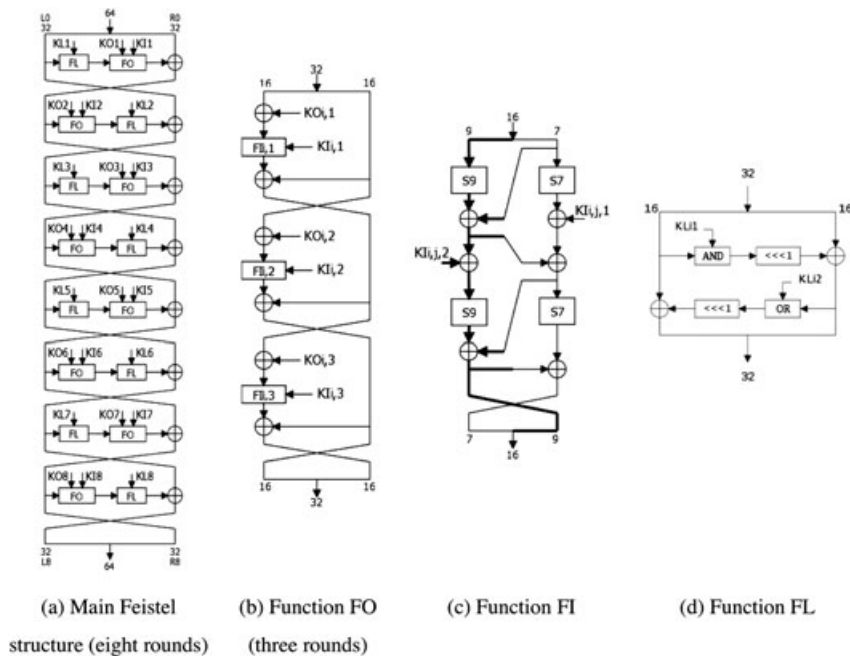 L0 64 R0
32 32
KL1 KO1 KI1
FL FO
KO2 KI2 KL2
FO FL
KL3 KO3 KI3
FL FO
KO4 KI4 KL4
FO FL
KL5 KO5 KI5
FL FO
KO6 KI6 KL6
FO FL
KL7 KO7 KI7
FL FO
KO8 KI8 KL8
FO FL
32 32
L8 64 R8
32
16 16
KOi,1
FIi,1 KIi,1
KOi,2
FIi,2 KIi,2
KOi,3
FIi,3 KIi,3
16 16
32
16
9 7
S9 S7
KIi,j,1
KIi,j,2
S9 S7
7 9
16
32
16 16
KLi1
AND <<<1
KLi2
<<<1 OR
32
(a) Main Feistel
structure (eight rounds)
(b) Function FO
(three rounds)
(c) Function FI
(d) Function FL